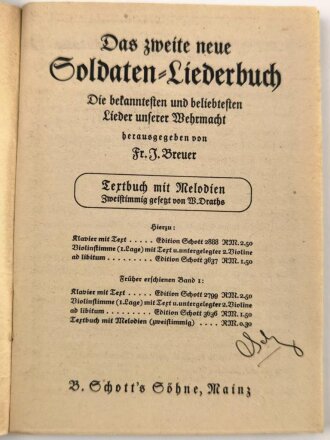 Das zweite neue
Soldaten-Liederbuch
Die bekanntesten und beliebtesten
Lieder unserer Wehrmacht
herausgegeben von
Fr. J. Breuer
Textbuch mit Melodien
Zweistimmig gesetzt von W. Draths
Hierzu:
Klavier mit Text ..... Edition Schott 2888 RM. 2.50
Violinstimme (1. Lage) mit Text u. untergelegter 2. Violine
ad libitum ........ Edition Schott 3637 RM. 1.50
Früher erschienen Band 1:
Klavier mit Text ..... Edition Schott 2799 RM. 2.50
Violinstimme (1. Lage) mit Text u. untergelegter 2. Violine
ad libitum ........ Edition Schott 3636 RM. 1.50
Textbuch mit Melodien (zweistimmig) .... RM. 0.30
B. Schott's Söhne, Mainz